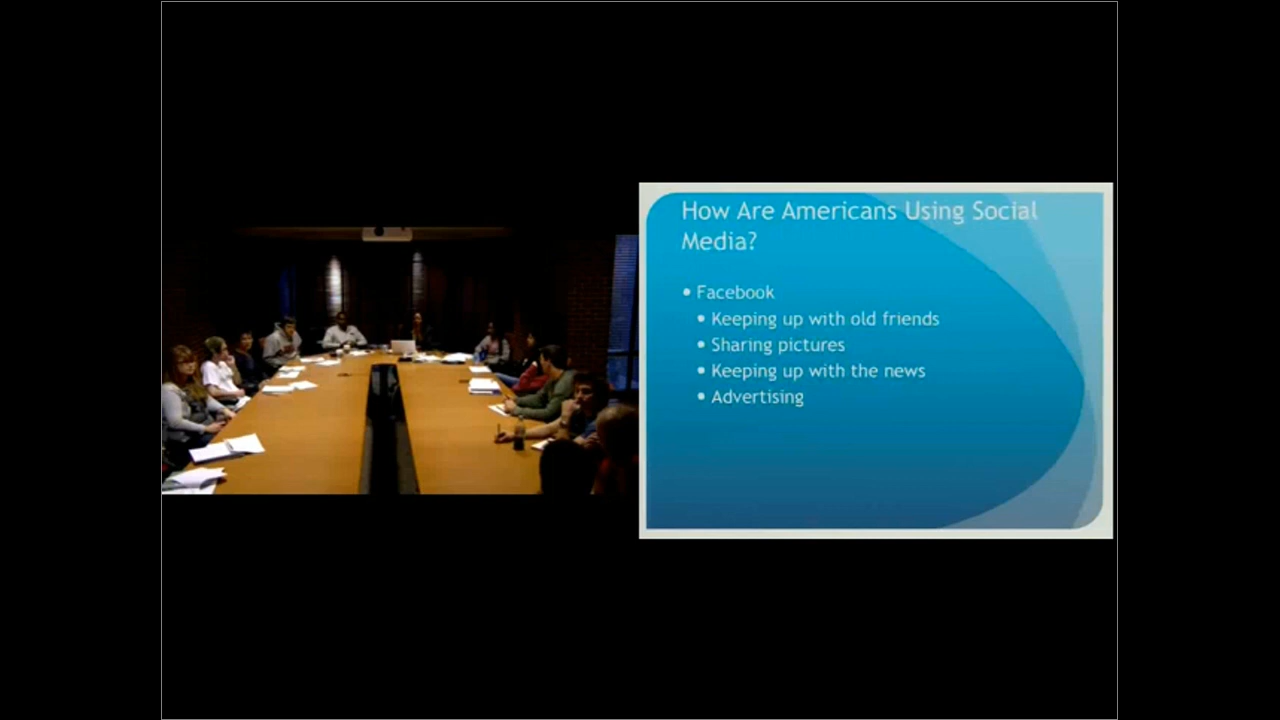 How Are Americans Using Social
Media?
• Facebook
• Keeping up with old friends
• Sharing pictures
• Keeping up with the news
• Advertising